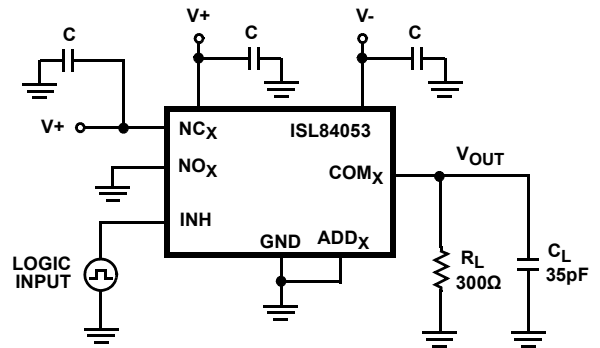 V+
V-
C
C
C
V+
NCX
ISL84053
NOX
COMX
VOUT
INH
GND
ADDX
LOGIC
INPUT
RL
300Ω
CL
35pF